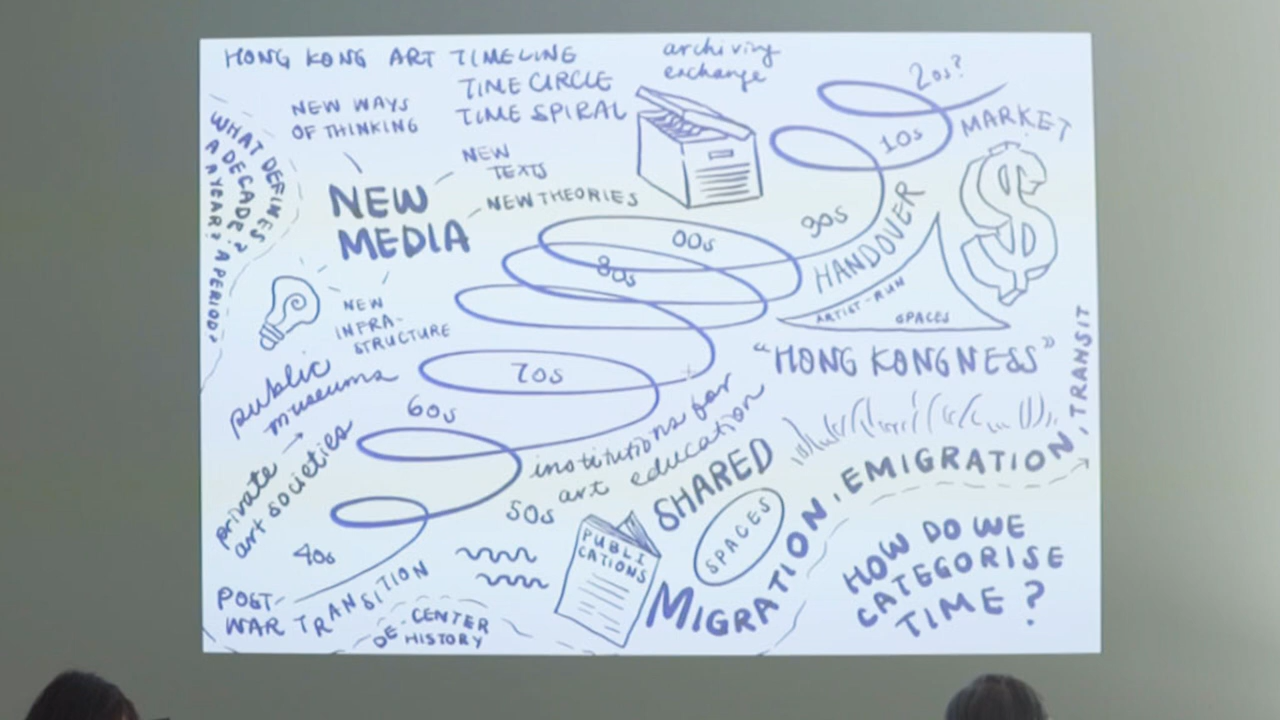 HONG KONG ART TIMELINE
TIME CIRCLE
TIME SPIRAL
archiving
exchange
20s?
MARKET
10s
NEW WAYS
OF THINKING
WHAT DEFINES
A DECADE?
A YEAR? A PERIOD?
NEW
TEXTS
NEW THEORIES
NEW
MEDIA
90s
HANDOVER
00s
80s
ARTIST-RUN
SPACES
NEW
INFRA-
STRUCTURE
"HONG KONGNESS"
public
museums
70s
60s
private →
art societies
institutions for
art education
50s
SHARED
SPACES
MIGRATION, EMIGRATION, TRANSIT
PUBLI
CATIONS
40s
POST-
WAR TRANSITION
DE-CENTER
HISTORY
HOW DO WE
CATEGORISE
TIME?